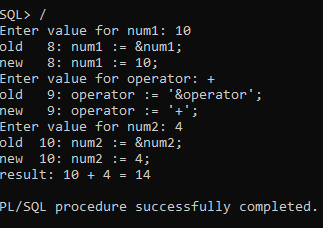 SQL> /
Enter value for num1: 10
old   8: num1 := &num1;
new   8: num1 := 10;
Enter value for operator: +
old   9: operator := '&operator';
new   9: operator := '+';
Enter value for num2: 4
old  10: num2 := &num2;
new  10: num2 := 4;
result: 10 + 4 = 14
PL/SQL procedure successfully completed.